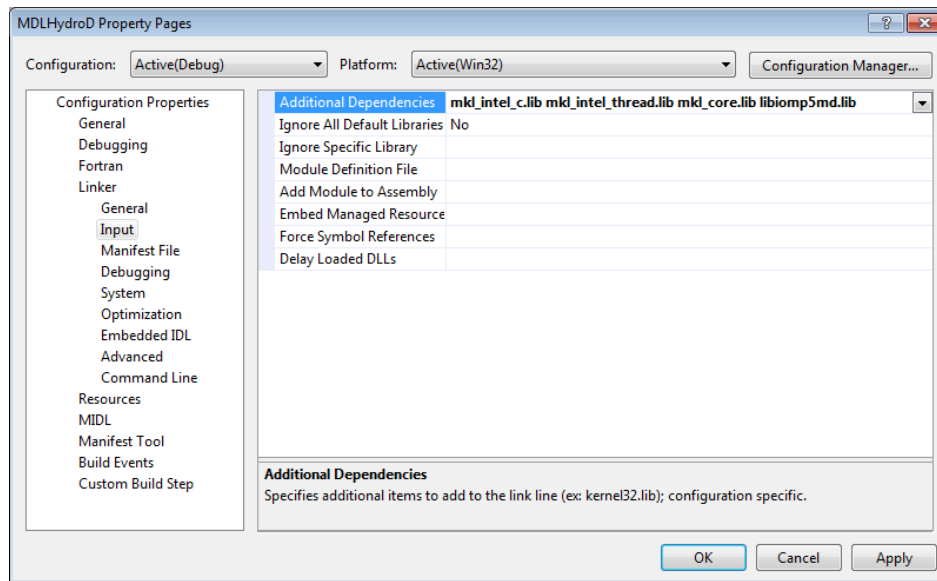 MDLHydroD Property Pages
Configuration: Active(Debug) Platform: Active(Win32) Configuration Manager...
Configuration Properties
General
Debugging
Fortran
Linker
General
Input
Manifest File
Debugging
System
Optimization
Embedded IDL
Advanced
Command Line
Resources
MIDL
Manifest Tool
Build Events
Custom Build Step
Additional Dependencies mkl_intel_c.lib mkl_intel_thread.lib mkl_core.lib libiomp5md.lib
Ignore All Default Libraries No
Ignore Specific Library
Module Definition File
Add Module to Assembly
Embed Managed Resource
Force Symbol References
Delay Loaded DLLs
Additional Dependencies
Specifies additional items to add to the link line (ex: kernel32.lib); configuration specific.
OK Cancel Apply